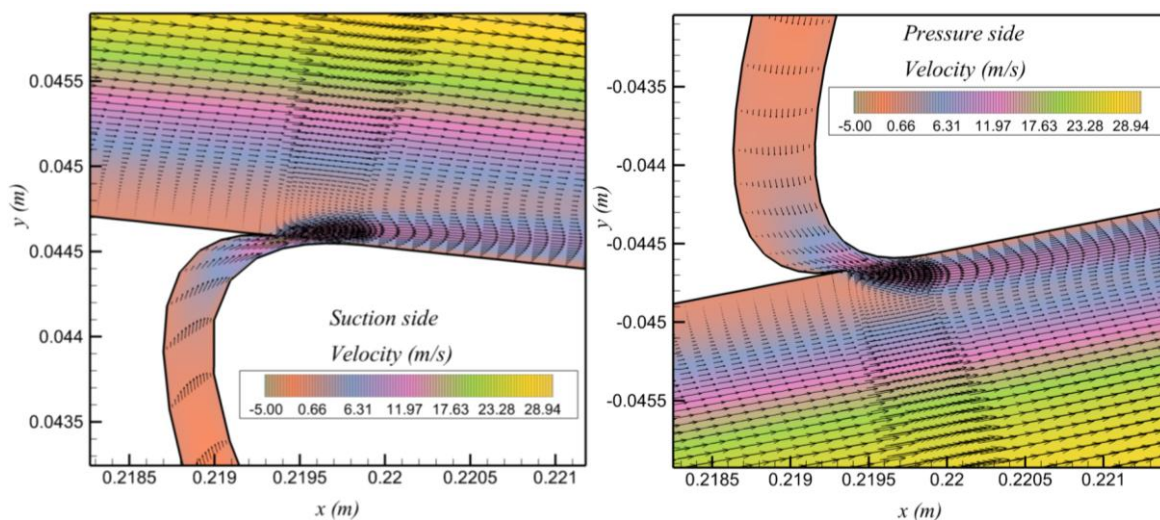 0.0455
0.045
0.0445
0.044
0.0435
y (m)
Suction side
Velocity (m/s)
-5.00 0.66 6.31 11.97 17.63 23.28 28.94
0.2185 0.219 0.2195 0.22 0.2205 0.221
x (m)
Pressure side
Velocity (m/s)
-5.00 0.66 6.31 11.97 17.63 23.28 28.94
-0.0435
-0.044
-0.0445
-0.045
-0.0455
y (m)
0.2185 0.219 0.2195 0.22 0.2205 0.221
x (m)